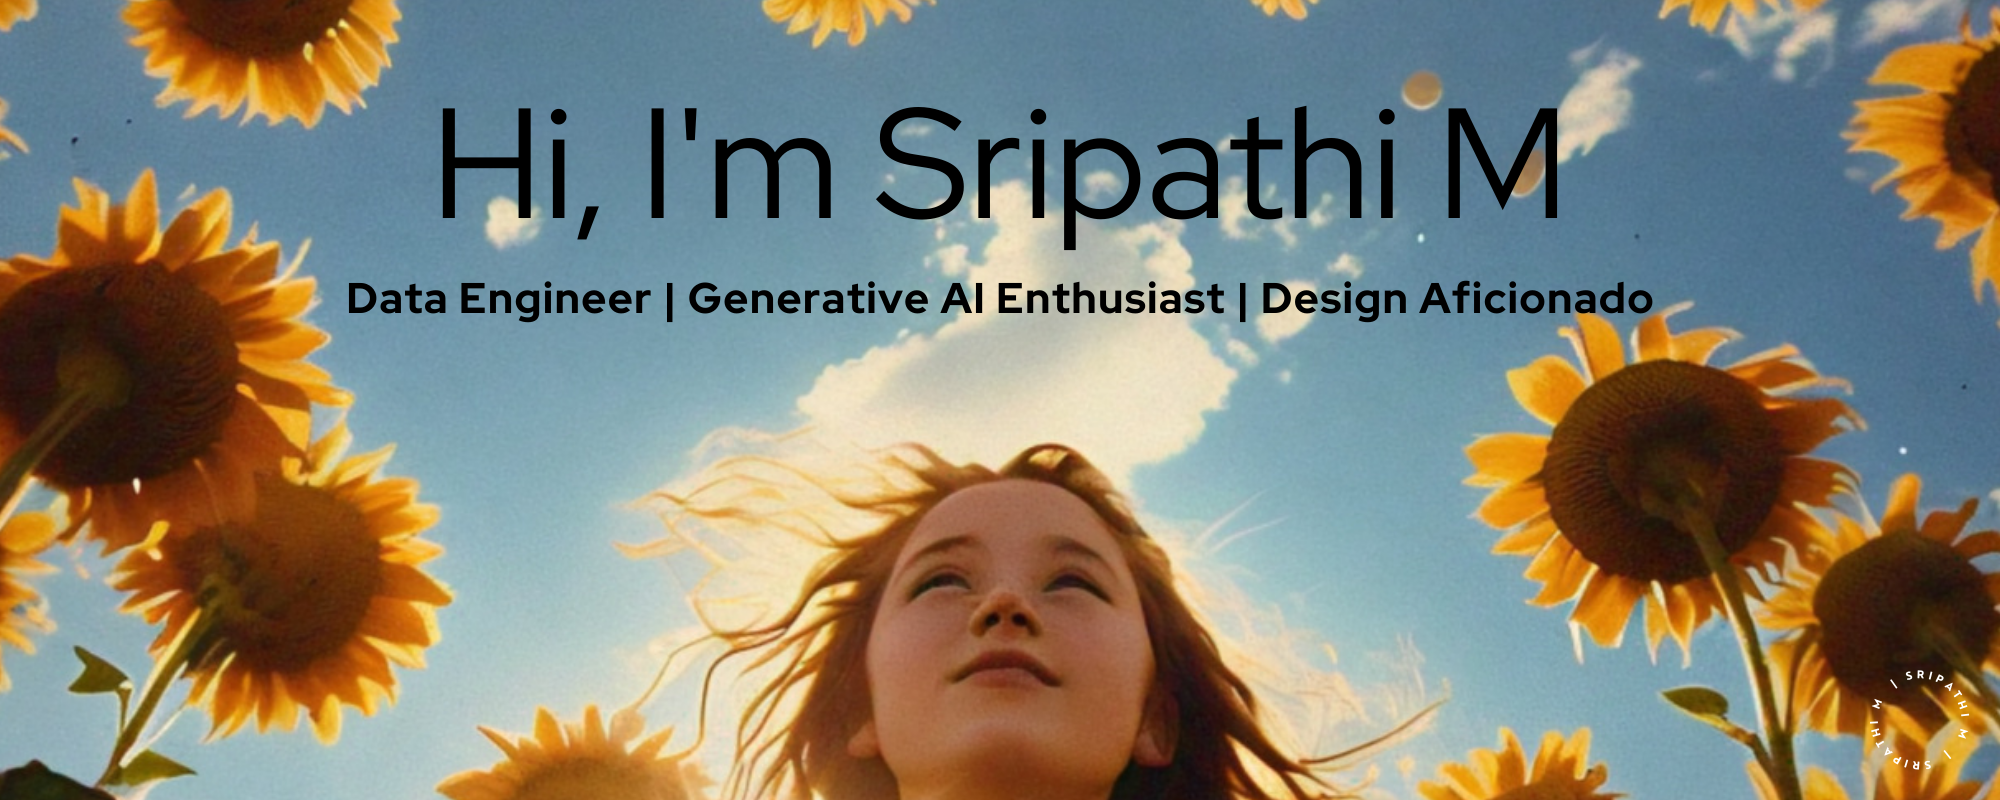 Hi, I'm Sripathi M
Data Engineer | Generative AI Enthusiast | Design Aficionado
| SRIPATHI M | SRIPATHI M